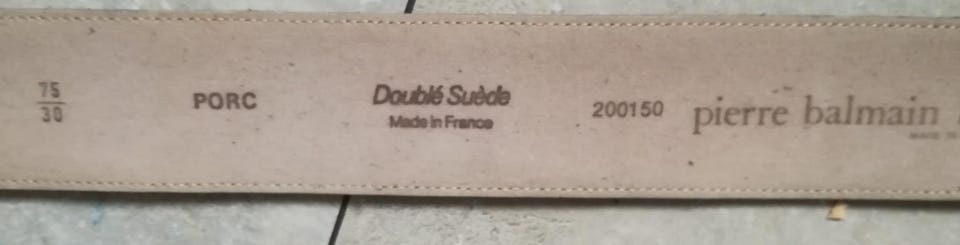 75
30
PORC
Doublé Suède
Made in France
200150
pierre balmain